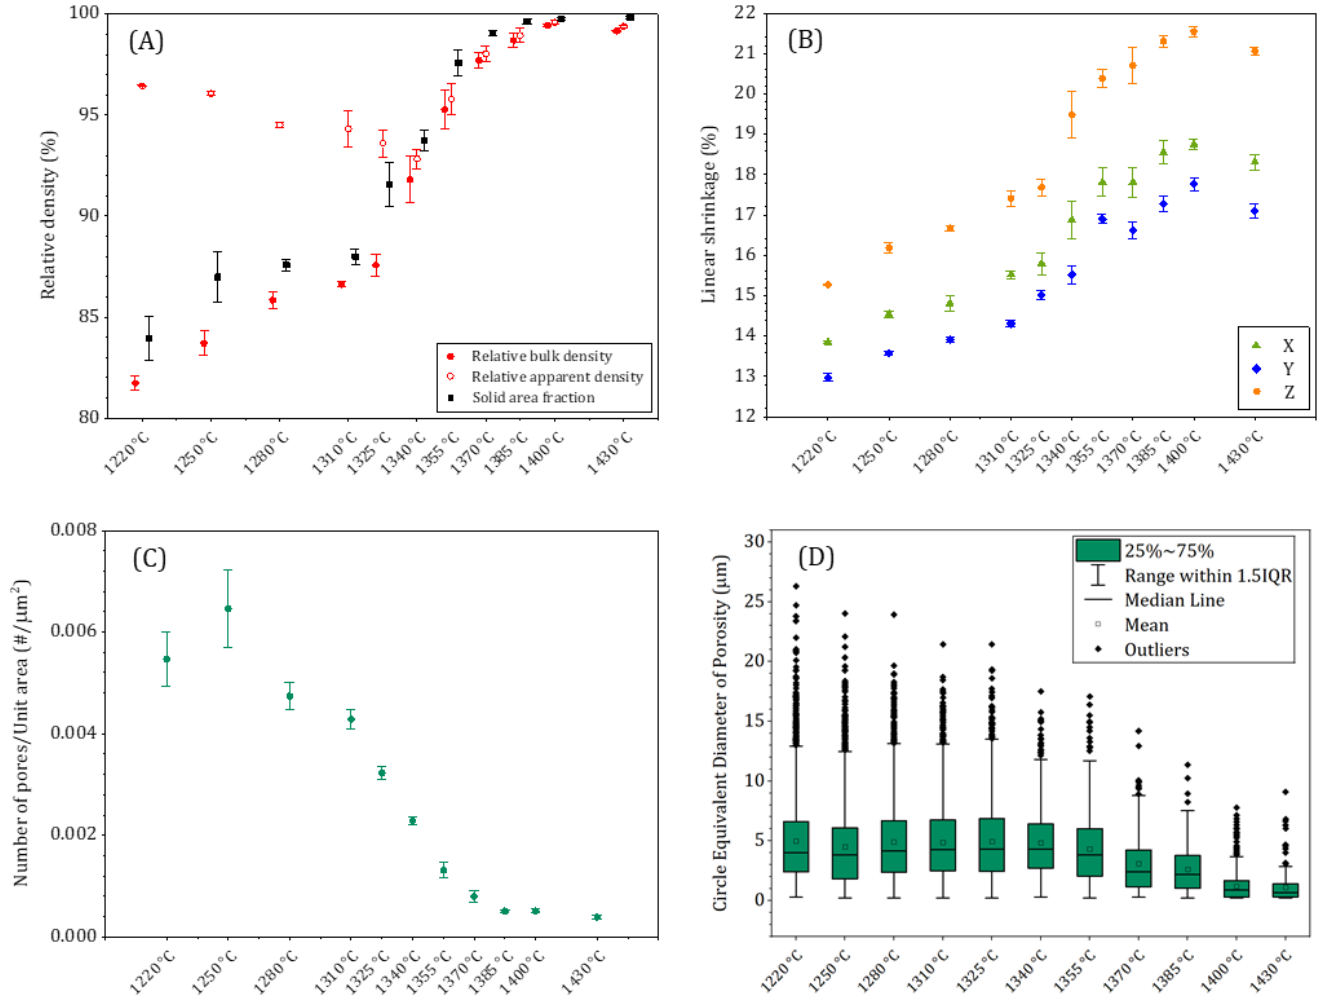 (A)
Relative density (%)
100
95
90
85
80
Relative bulk density
Relative apparent density
Solid area fraction
1220°C
1250°C
1280°C
1310°C
1325°C
1340°C
1355°C
1370°C
1385°C
1400°C
1430°C
(B)
Linear shrinkage (%)
22
21
20
19
18
17
16
15
14
13
12
X
Y
Z
1220°C
1250°C
1280°C
1310°C
1325°C
1340°C
1355°C
1370°C
1385°C
1400°C
1430°C
(C)
Number of pores/Unit area (#/μm²)
0.008
0.006
0.004
0.002
0.000
1220°C
1250°C
1280°C
1310°C
1325°C
1340°C
1355°C
1370°C
1385°C
1400°C
1430°C
(D)
Circle Equivalent Diameter of Porosity (μm)
30
25
20
15
10
5
0
25%~75%
Range within 1.5IQR
Median Line
Mean
Outliers
1220°C
1250°C
1280°C
1310°C
1325°C
1340°C
1355°C
1370°C
1385°C
1400°C
1430°C